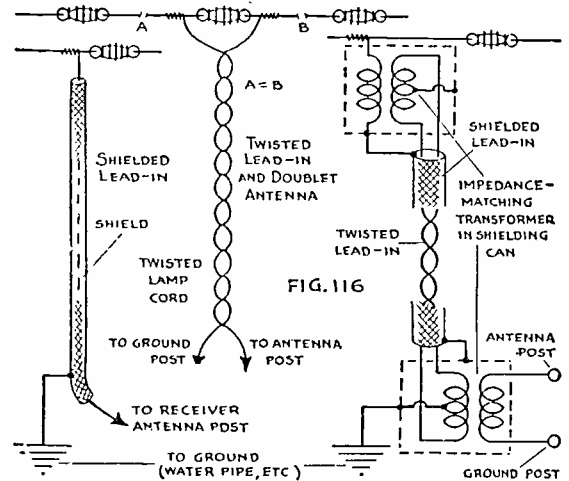 A
B
A=B
SHIELDED
LEAD-IN
SHIELD
TWISTED
LEAD-IN
AND DOUBLET
ANTENNA
TWISTED
LAMP
CORD
FIG.116
TO GROUND
POST
TO ANTENNA
POST
TO RECEIVER
ANTENNA POST
TO GROUND
(WATER PIPE, ETC)
SHIELDED
LEAD-IN
IMPEDANCE-
MATCHING
TRANSFORMER
IN SHIELDING
CAN
TWISTED
LEAD-IN
ANTENNA
POST
GROUND POST